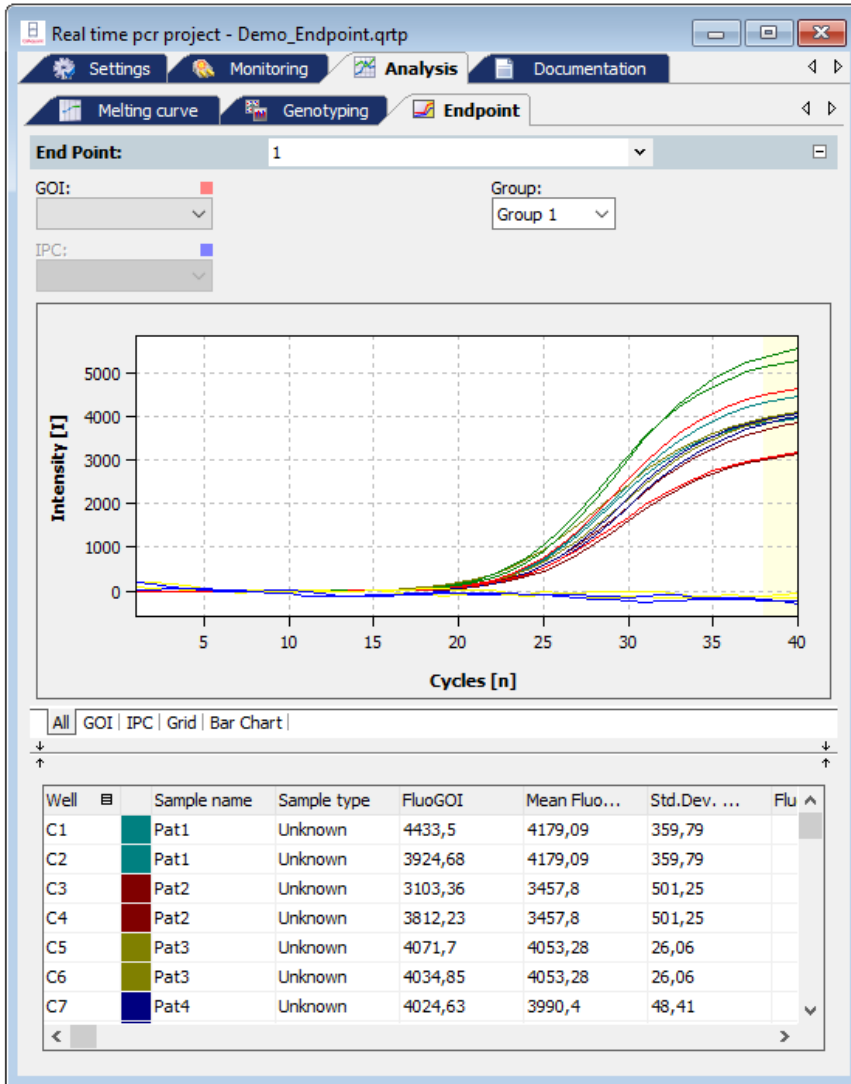 Real time pcr project - Demo_Endpoint.qrtp
Settings Monitoring Analysis Documentation
Melting curve Genotyping Endpoint
End Point: 1
GOI: Group:
Group 1
IPC:
Intensity [I]
5000
4000
3000
2000
1000
0
5 10 15 20 25 30 35 40
Cycles [n]
All GOI IPC Grid Bar Chart
Well Sample name Sample type FluoGOI Mean Fluo... Std.Dev. ... Flu
C1 Pat1 Unknown 4433,5 4179,09 359,79
C2 Pat1 Unknown 3924,68 4179,09 359,79
C3 Pat2 Unknown 3103,36 3457,8 501,25
C4 Pat2 Unknown 3812,23 3457,8 501,25
C5 Pat3 Unknown 4071,7 4053,28 26,06
C6 Pat3 Unknown 4034,85 4053,28 26,06
C7 Pat4 Unknown 4024,63 3990,4 48,41